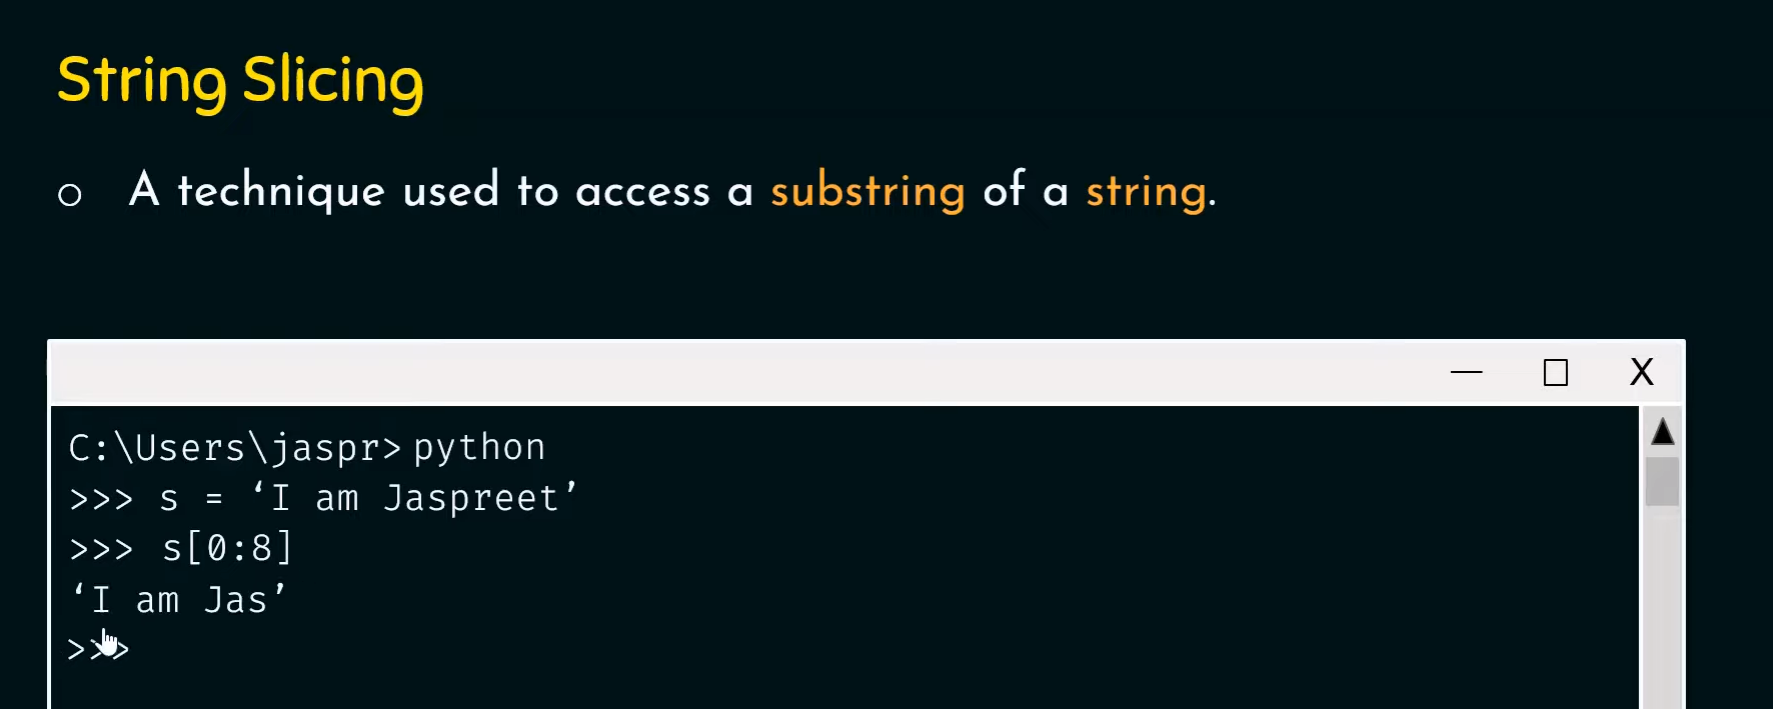 String Slicing
○ A technique used to access a substring of a string.
— □ X
C:\Users\jaspr> python
>>> s = ‘I am Jaspreet’
>>> s[0:8]
‘I am Jas’
>>>